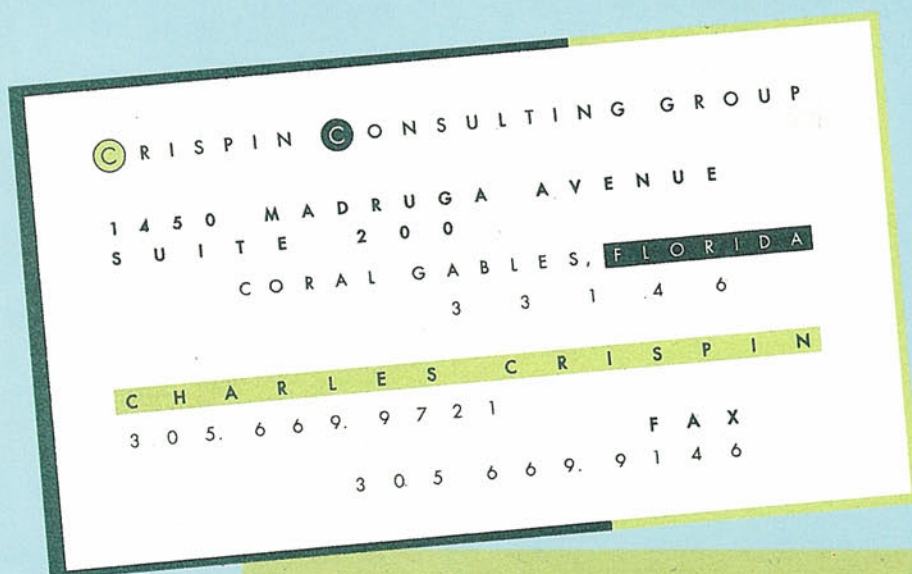 CRISPIN CONSULTING GROUP
1450 MADRUGA AVENUE
SUITE 200
CORAL GABLES, FLORIDA
33146
CHARLES CRISPIN
305.669.9721
FAX
305 669.9146